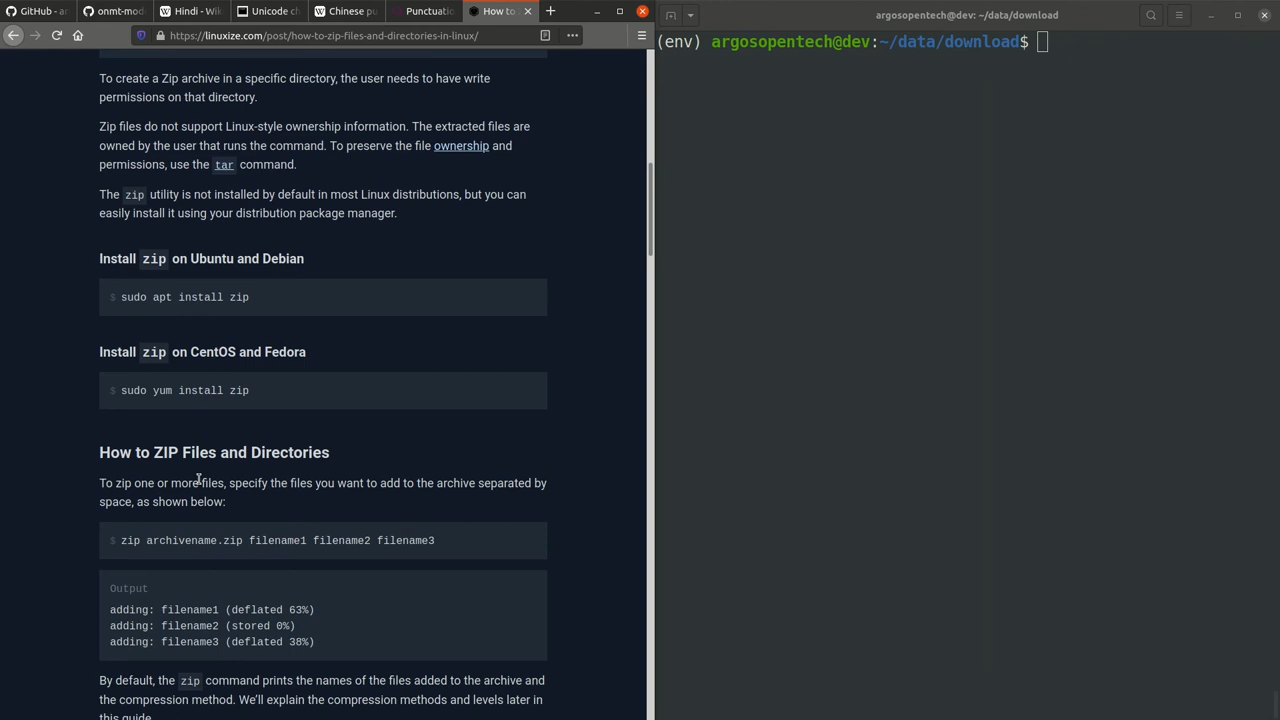 GitHub - ar
onmt-mod
Hindi - Wik
Unicode ch
Chinese pu
Punctuatio
How to
https://linuxize.com/post/how-to-zip-files-and-directories-in-linux/
To create a Zip archive in a specific directory, the user needs to have write
permissions on that directory.
Zip files do not support Linux-style ownership information. The extracted files are
owned by the user that runs the command. To preserve the file ownership and
permissions, use the tar command.
The zip utility is not installed by default in most Linux distributions, but you can
easily install it using your distribution package manager.
Install zip on Ubuntu and Debian
$ sudo apt install zip
Install zip on CentOS and Fedora
$ sudo yum install zip
How to ZIP Files and Directories
To zip one or more files, specify the files you want to add to the archive separated by
space, as shown below:
$ zip archivename.zip filename1 filename2 filename3
Output
adding: filename1 (deflated 63%)
adding: filename2 (stored 0%)
adding: filename3 (deflated 38%)
By default, the zip command prints the names of the files added to the archive and
the compression method. We'll explain the compression methods and levels later in
this guide.
argosopentech@dev: ~/data/download
(env) argosopentech@dev:~/data/download$